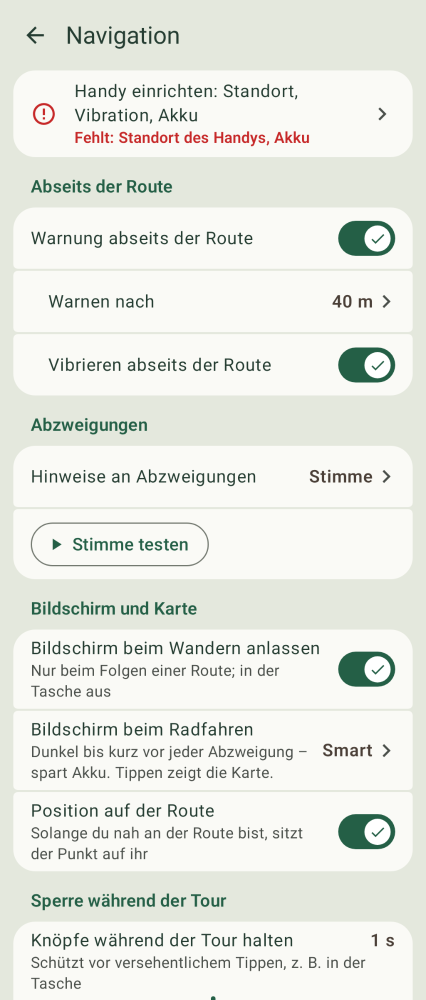 Navigation
Handy einrichten: Standort,
Vibration, Akku
Fehlt: Standort des Handys, Akku
Abseits der Route
Warnung abseits der Route
Warnen nach 40 m
Vibrieren abseits der Route
Abzweigungen
Hinweise an Abzweigungen Stimme
Stimme testen
Bildschirm und Karte
Bildschirm beim Wandern anlassen
Nur beim Folgen einer Route; in der
Tasche aus
Bildschirm beim Radfahren
Dunkel bis kurz vor jeder Abzweigung –
spart Akku. Tippen zeigt die Karte.
Smart
Position auf der Route
Solange du nah an der Route bist, sitzt
der Punkt auf ihr
Sperre während der Tour
Knöpfe während der Tour halten 1 s
Schützt vor versehentlichem Tippen, z. B. in der
Tasche